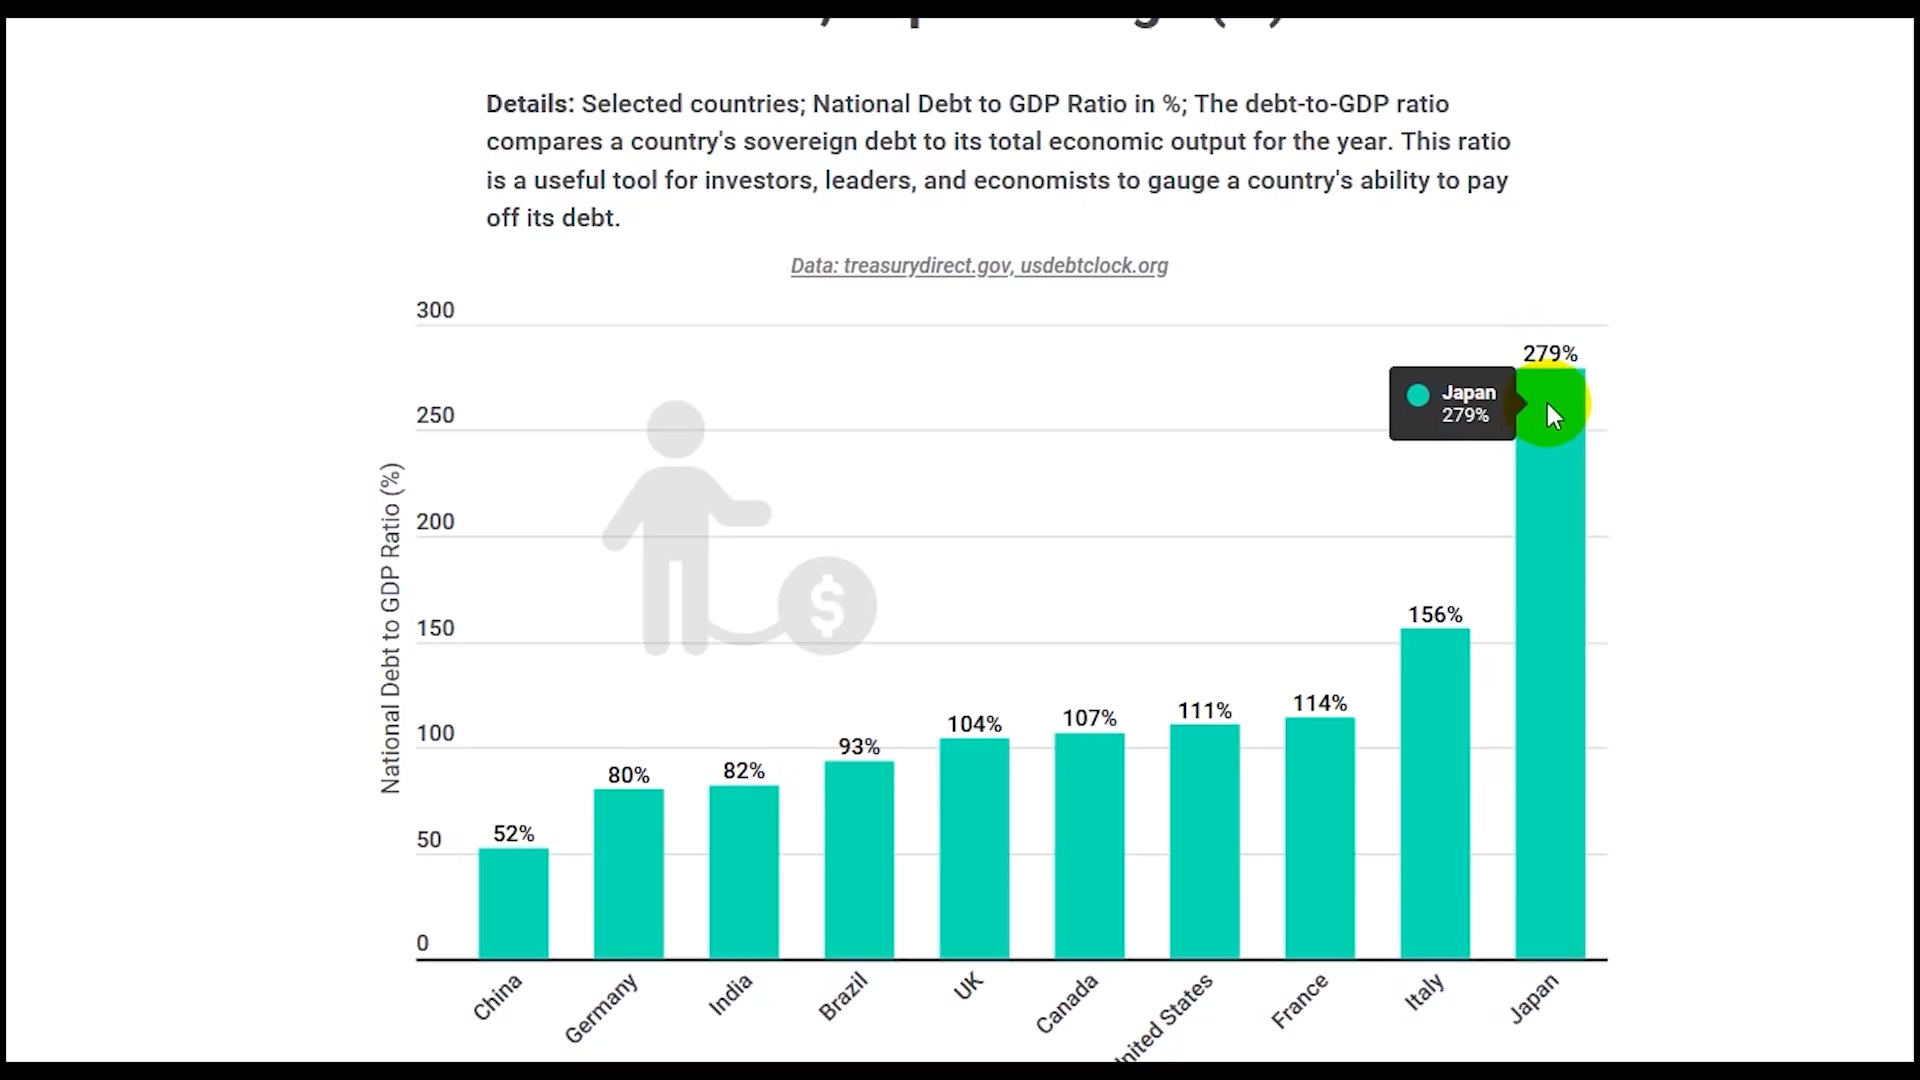 Details: Selected countries; National Debt to GDP Ratio in %; The debt-to-GDP ratio
compares a country's sovereign debt to its total economic output for the year. This ratio
is a useful tool for investors, leaders, and economists to gauge a country's ability to pay
off its debt.
Data: treasurydirect.gov, usdebtclock.org
National Debt to GDP Ratio (%)
300
250
200
150
100
50
0
52%
80%
82%
93%
104%
107%
111%
114%
156%
279%
Japan
279%
$
China
Germany
India
Brazil
UK
Canada
United States
France
Italy
Japan